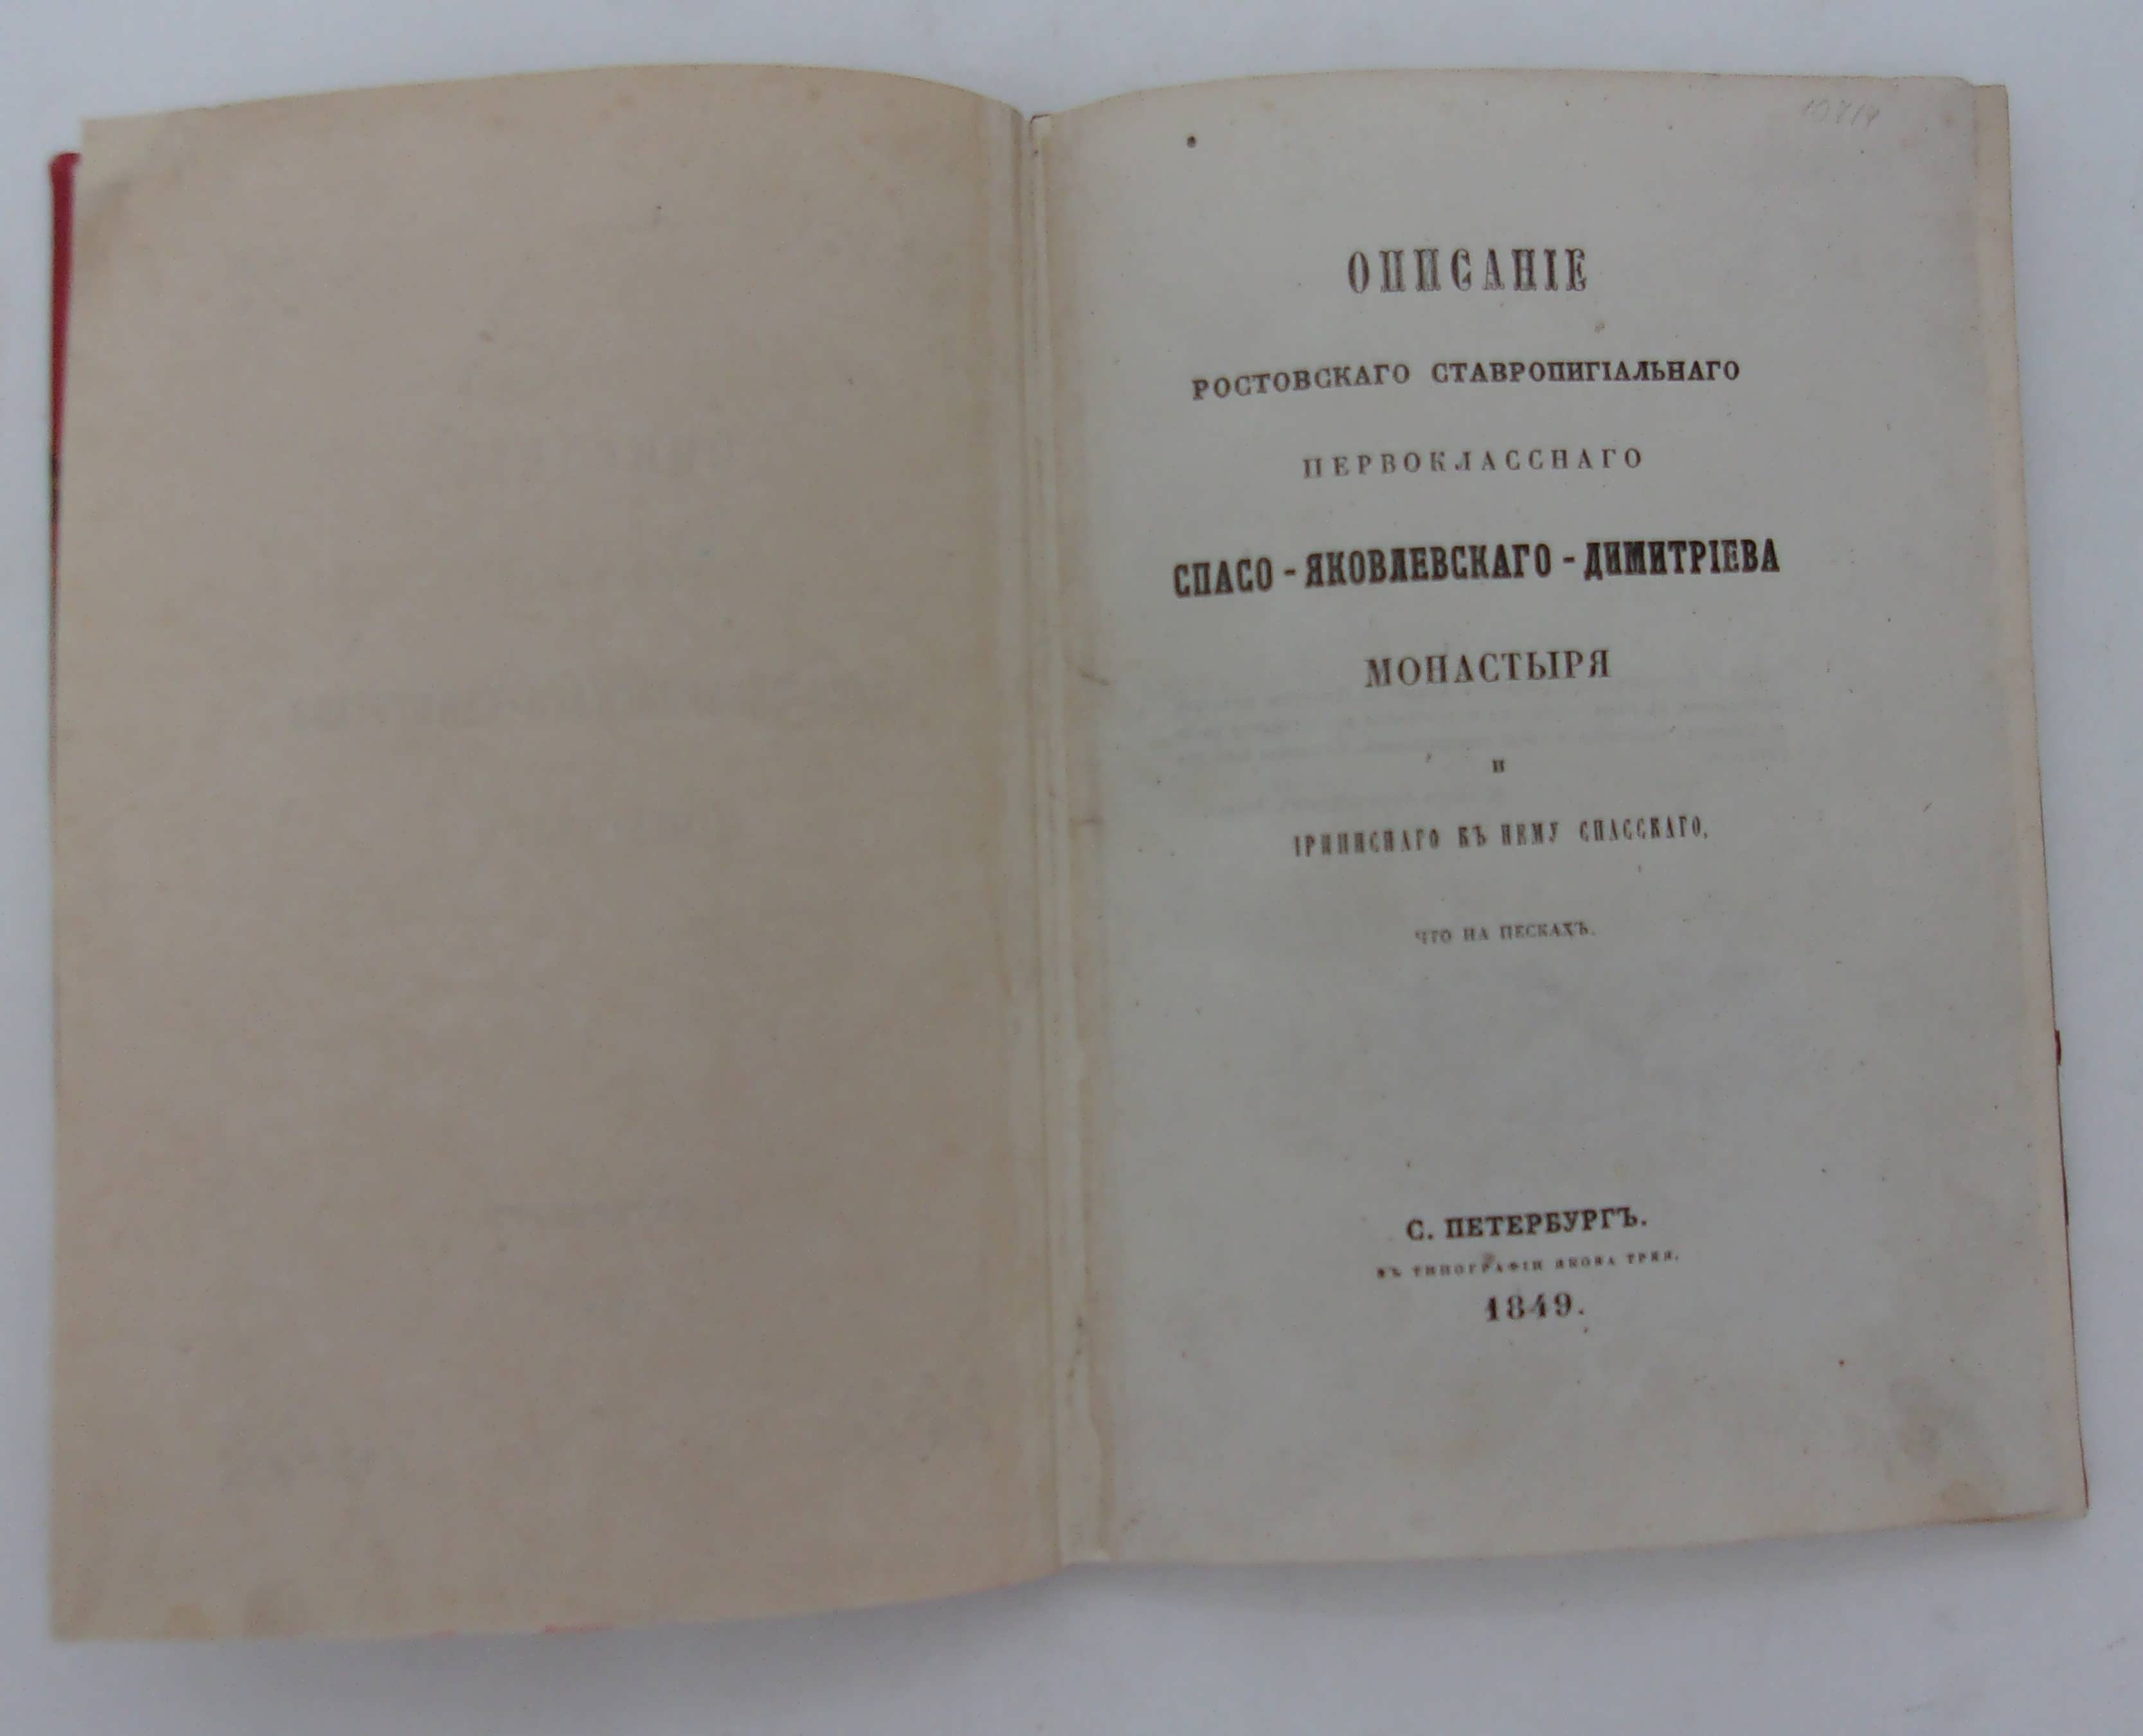 ОПИСАНІЕ
РОСТОВСКАГО СТАВРОПИГІАЛЬНАГО
ПЕРВОКЛАССНАГО
СПАСО - ЯКОВЛЕВСКАГО - ДИМИТРІЕВА
МОНАСТЫРЯ
И
ПРИПИСНАГО КЪ НЕМУ СПАССКАГО,
ЧТО НА ПЕСКАХЪ.
С. ПЕТЕРБУРГЪ.
ВЪ ТИПОГРАФІИ ЯКОВА ТРЕЯ.
1849.